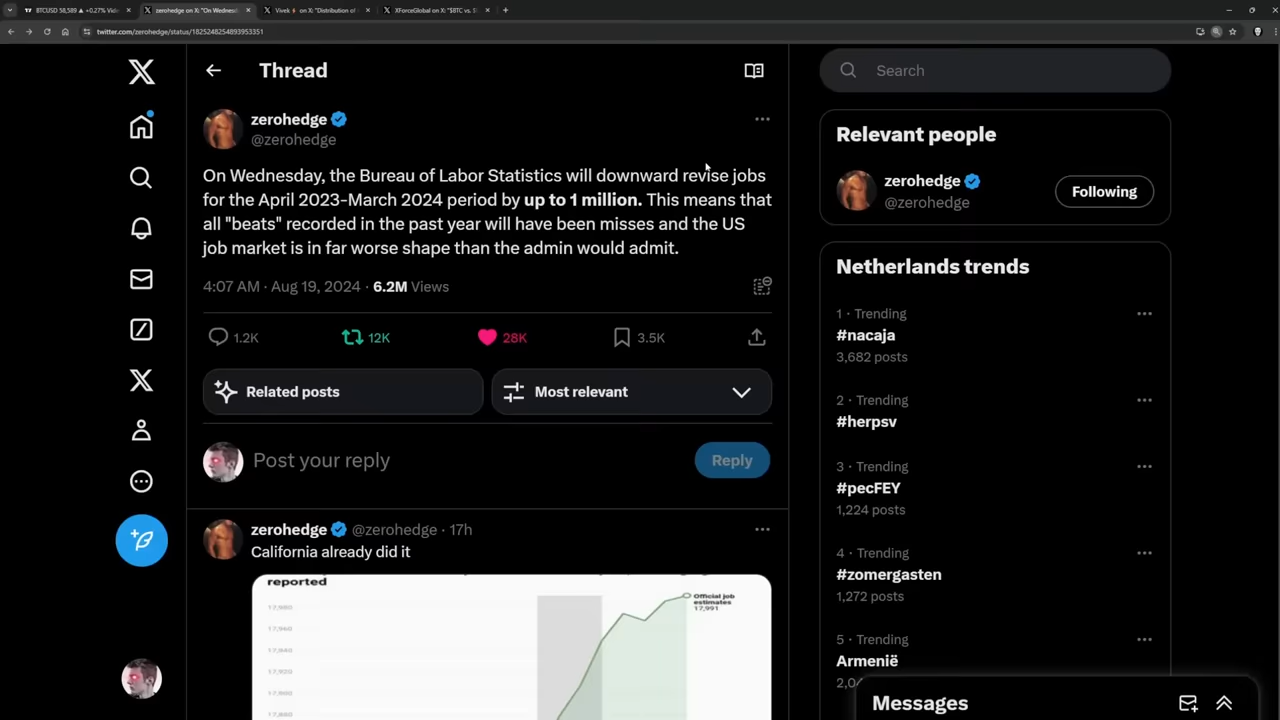 BTCUSD 58,589 ▲ +0.27%
zerohedge on X: "On Wednesd
Vivek⚡ on X: "Distribution of
XForceGlobal on X: "$BTC vs. $
twitter.com/zerohedge/status/1825248254893953351
Thread
zerohedge
@zerohedge
On Wednesday, the Bureau of Labor Statistics will downward revise jobs
for the April 2023-March 2024 period by up to 1 million. This means that
all "beats" recorded in the past year will have been misses and the US
job market is in far worse shape than the admin would admit.
4:07 AM · Aug 19, 2024 · 6.2M Views
1.2K
12K
28K
3.5K
Related posts
Most relevant
Post your reply
Reply
zerohedge @zerohedge · 17h
California already did it
reported
17,980
Official job
estimates
17,991
17,940
17,920
Search
Relevant people
zerohedge
@zerohedge
Following
Netherlands trends
1 · Trending
#nacaja
3,682 posts
2 · Trending
#herpsv
3 · Trending
#pecFEY
1,224 posts
4 · Trending
#zomergasten
1,272 posts
5 · Trending
Armenië
Messages